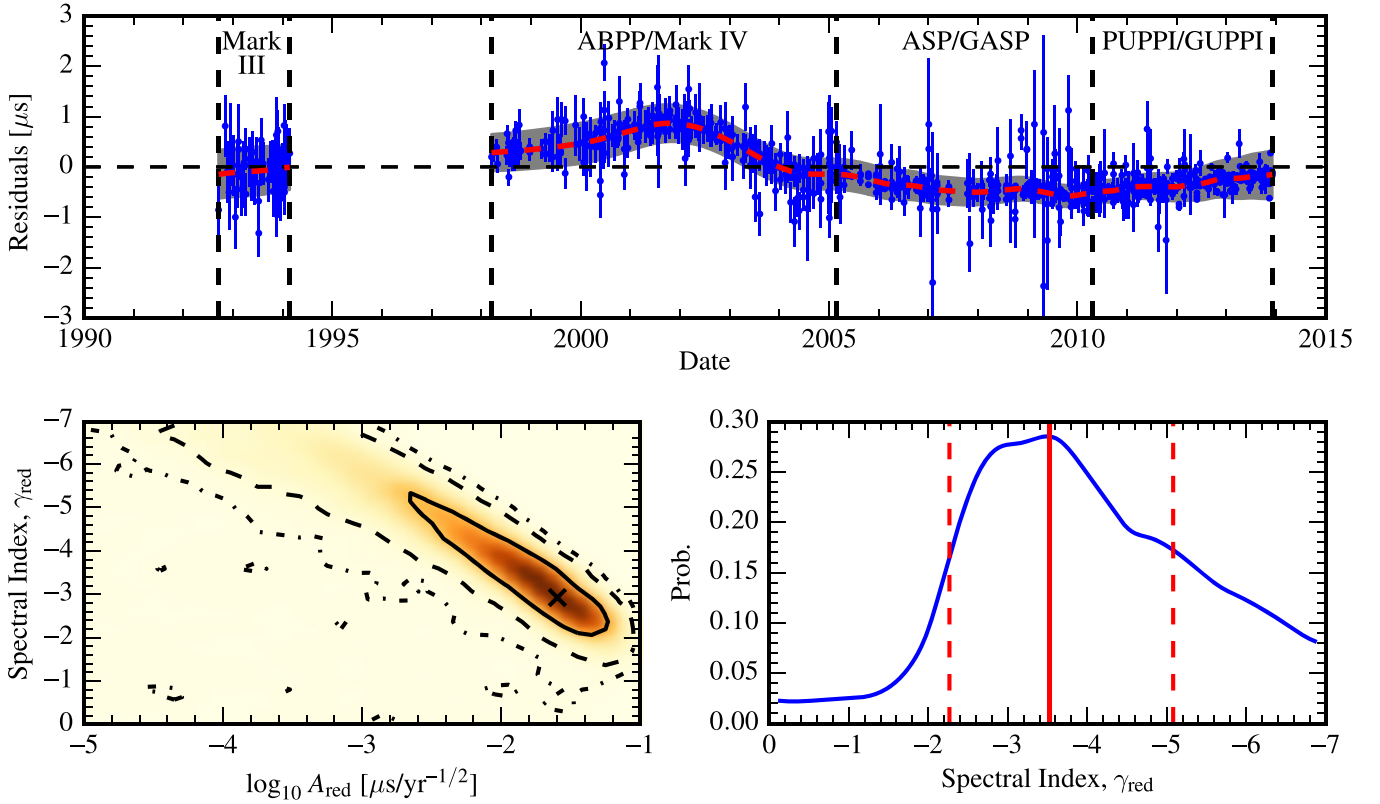 3
2
1
0
−1
−2
−3
Residuals [μs]
Mark
III
ABPP/Mark IV
ASP/GASP
PUPPI/GUPPI
1990 1995 2000 2005 2010 2015
Date
−7
−6
−5
−4
−3
−2
−1
0
Spectral Index, γred
−5 −4 −3 −2 −1
log10 Ared [μs/yr−1/2]
0.30
0.25
0.20
0.15
0.10
0.05
0.00
Prob.
0 −1 −2 −3 −4 −5 −6 −7
Spectral Index, γred